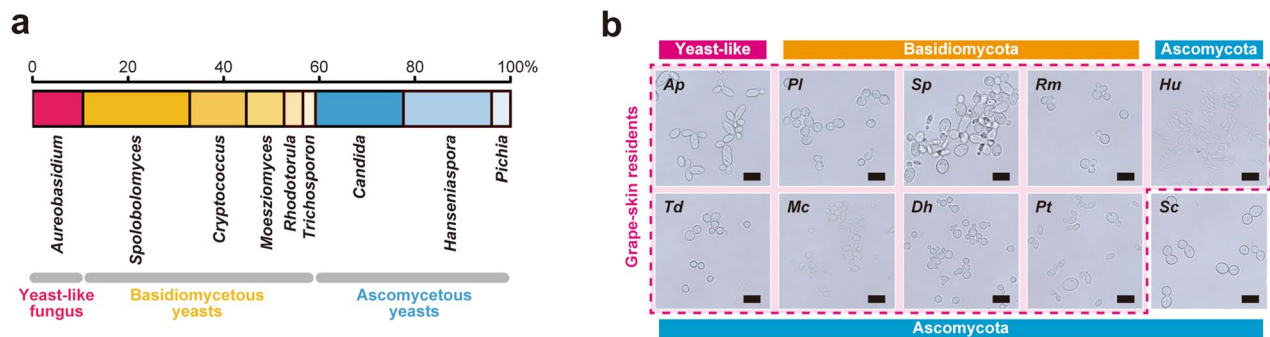 a
0 20 40 60 80 100%
Aureobasidium
Spolobolomyces
Cryptococcus
Moesziomyces
Rhodotorula
Trichosporon
Candida
Hanseniaspora
Pichia
Yeast-like
fungus
Basidiomycetous
yeasts
Ascomycetous
yeasts
b
Yeast-like Basidiomycota Ascomycota
Grape-skin residents
Ap Pl Sp Rm Hu
Td Mc Dh Pt Sc
Ascomycota